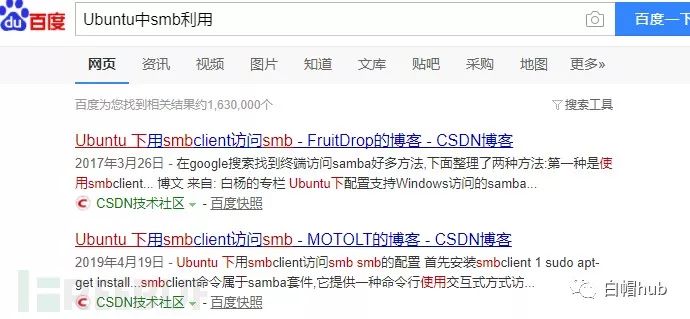 du 百度 Ubuntu中smb利用 百度一下
网页 资讯 视频 图片 知道 文库 贴吧 采购 地图 更多»
百度为您找到相关结果约1,630,000个 搜索工具
Ubuntu 下用smbclient访问smb - FruitDrop的博客 - CSDN博客
2017年3月26日 - 在google搜索找到终端访问samba好多方法,下面整理了两种方法:第一种是使
用smbclient... 博文 来自: 白杨的专栏 Ubuntu下配置支持Windows访问的samba...
C CSDN技术社区 - 百度快照
Ubuntu 下用smbclient访问smb - MOTOLT的博客 - CSDN博客
2019年4月19日 - Ubuntu 下用smbclient访问smb smb的配置 首先安装smbclient 1 sudo apt-
get install...smbclient命令属于samba套件,它提供一种命令行使用交互式方式访...
C CSDN技术社区 - 百度快照
白帽hub